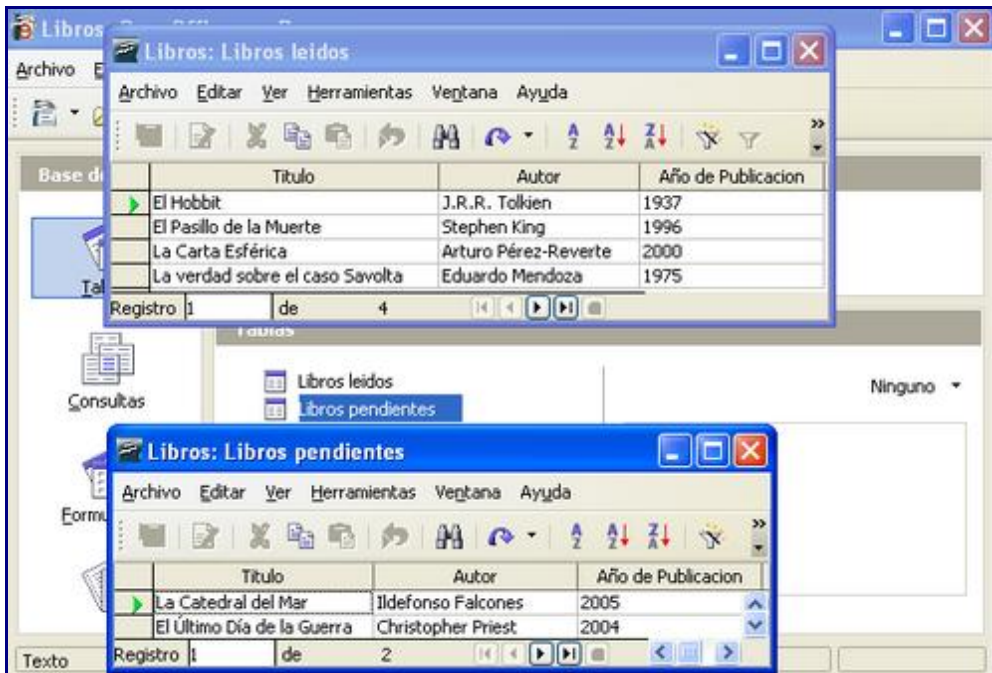 Libros
Archivo E
Base de
Libros: Libros leidos
Archivo Editar Ver Herramientas Ventana Ayuda
Titulo Autor Año de Publicacion
El Hobbit J.R.R. Tolkien 1937
El Pasillo de la Muerte Stephen King 1996
La Carta Esférica Arturo Pérez-Reverte 2000
La verdad sobre el caso Savolta Eduardo Mendoza 1975
Registro 1 de 4
Tablas
Libros leidos
Libros pendientes
Ninguno
Consultas
Formu
Libros: Libros pendientes
Archivo Editar Ver Herramientas Ventana Ayuda
Titulo Autor Año de Publicacion
La Catedral del Mar Ildefonso Falcones 2005
El Último Día de la Guerra Christopher Priest 2004
Registro 1 de 2
Texto